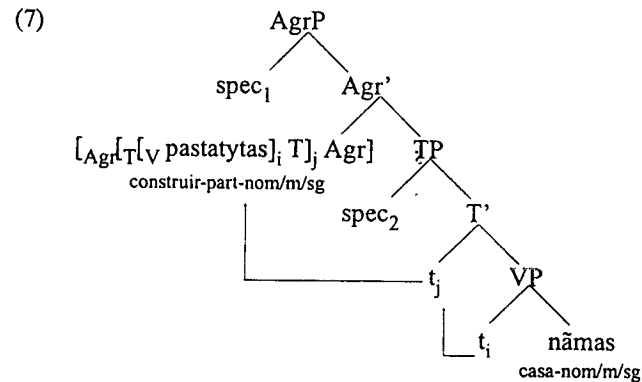 (7)
AgrP
spec₁ Agr'
[Agr[T[V pastatytas]i T]j Agr] TP
construir-part-nom/m/sg
spec₂ T'
tj VP
ti nãmas
casa-nom/m/sg